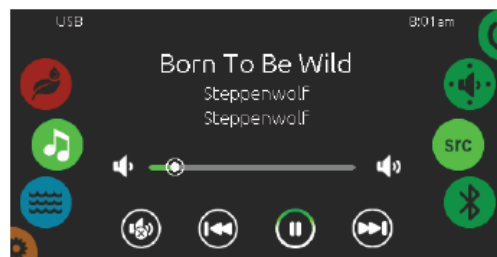 USB
8:01am
Born To Be Wild
Steppenwolf
Steppenwolf
src